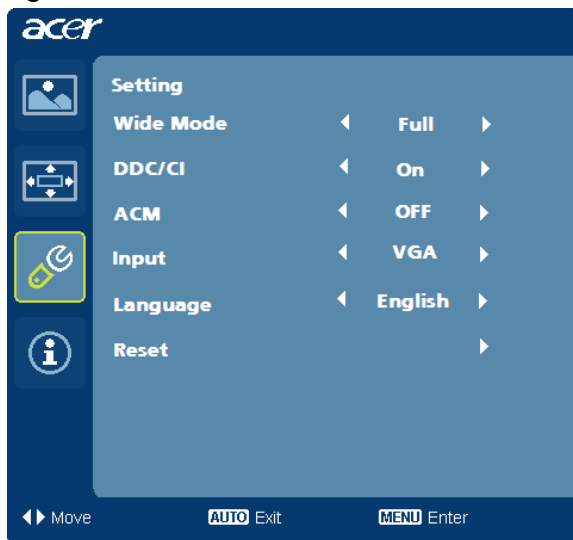 acer
Setting
Wide Mode Full
DDC/CI On
ACM OFF
Input VGA
Language English
Reset
Move AUTO Exit MENU Enter